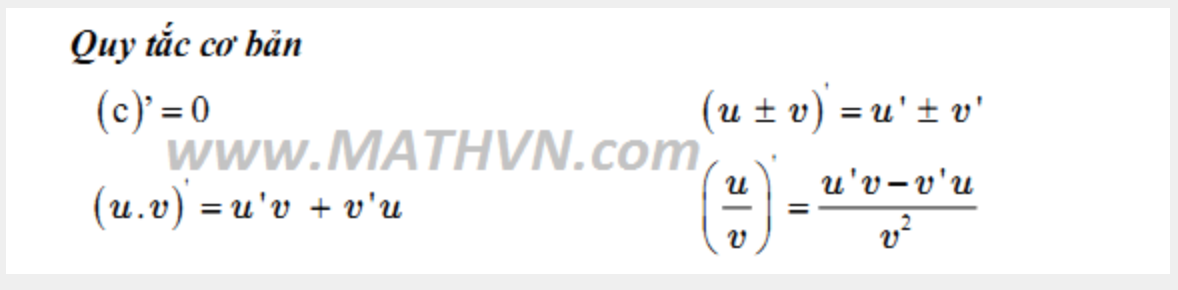 Quy tắc cơ bản
(c)’ = 0
(u ± v)' = u' ± v'
www.MATHVN.com
(u.v)' = u'v + v'u
(u/v)' = (u'v − v'u)/v²